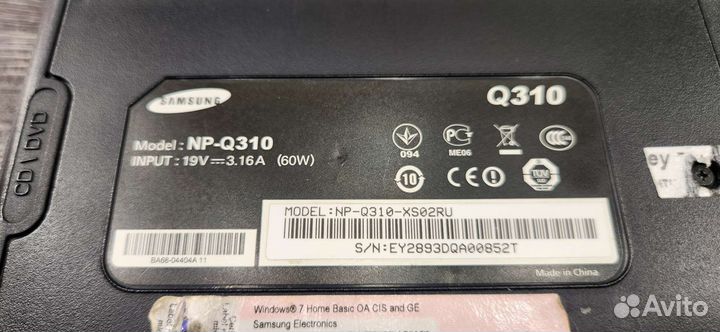 CD \ DVD
SAMSUNG
Q310
Model : NP-Q310
INPUT : 19V⎓3.16A (60W)
094
ME06
10
CE
TUV
ey
MODEL:NP-Q310-XS02RU
S/N:EY2893DQA00852T
BA68-04404A 11
Made in China
Windows® 7 Home Basic OA CIS and GE
Samsung Electronics
Avito